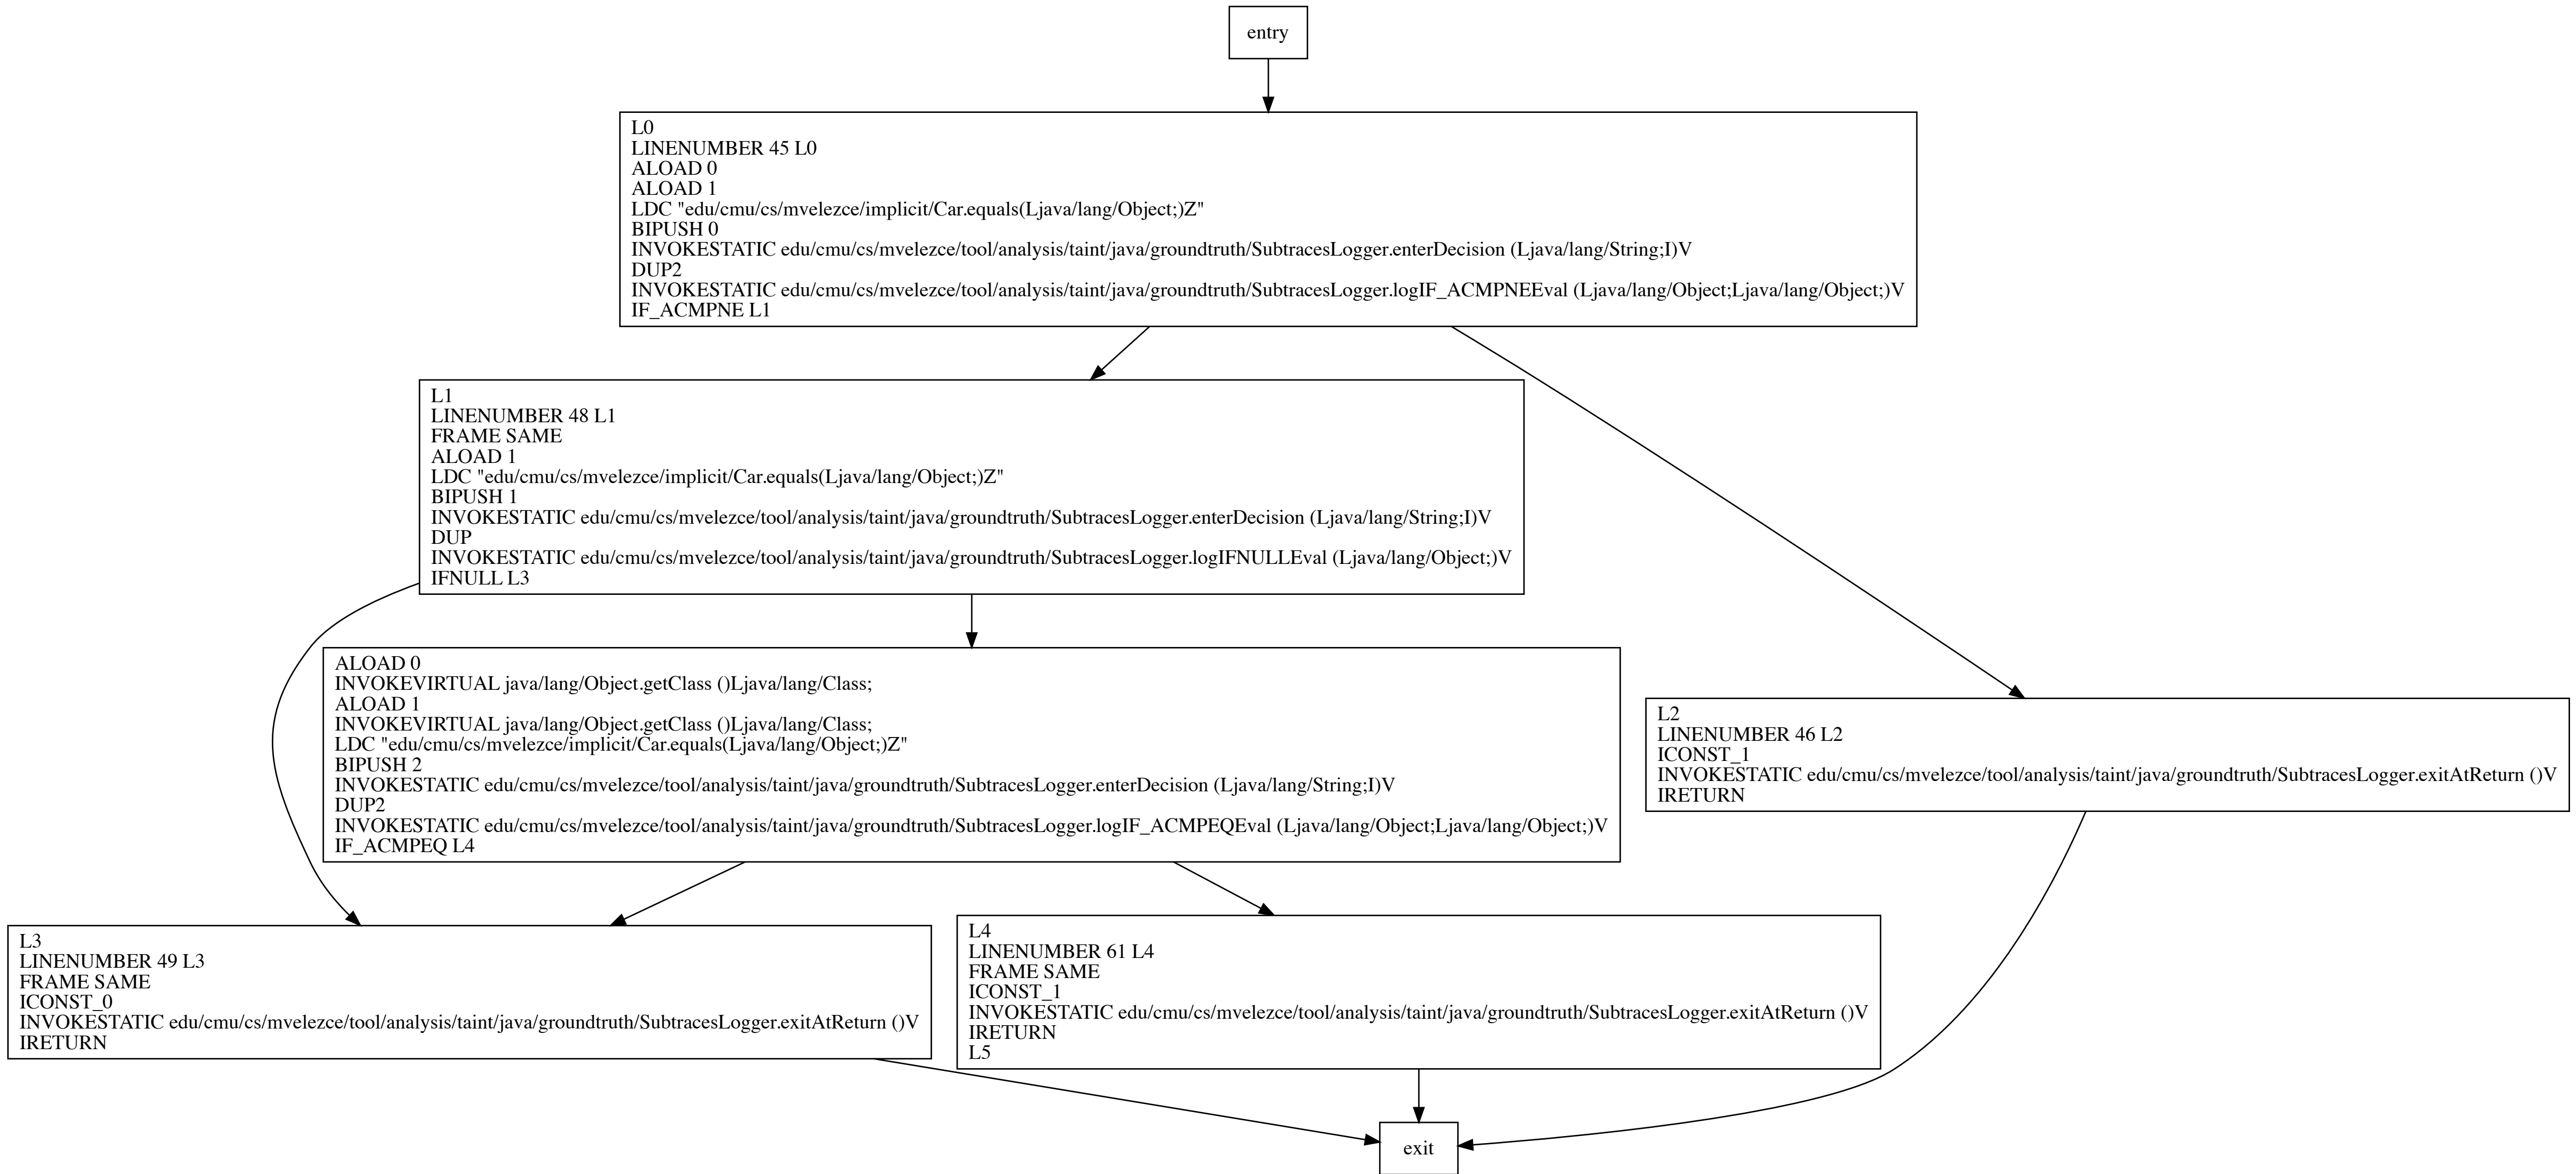 entry
L0
LINENUMBER 45 L0
ALOAD 0
ALOAD 1
LDC "edu/cmu/cs/mvelezce/implicit/Car.equals(Ljava/lang/Object;)Z"
BIPUSH 0
INVOKESTATIC edu/cmu/cs/mvelezce/tool/analysis/taint/java/groundtruth/SubtracesLogger.enterDecision (Ljava/lang/String;I)V
DUP2
INVOKESTATIC edu/cmu/cs/mvelezce/tool/analysis/taint/java/groundtruth/SubtracesLogger.logIF_ACMPNEEval (Ljava/lang/Object;Ljava/lang/Object;)V
IF_ACMPNE L1
L1
LINENUMBER 48 L1
FRAME SAME
ALOAD 1
LDC "edu/cmu/cs/mvelezce/implicit/Car.equals(Ljava/lang/Object;)Z"
BIPUSH 1
INVOKESTATIC edu/cmu/cs/mvelezce/tool/analysis/taint/java/groundtruth/SubtracesLogger.enterDecision (Ljava/lang/String;I)V
DUP
INVOKESTATIC edu/cmu/cs/mvelezce/tool/analysis/taint/java/groundtruth/SubtracesLogger.logIFNULLEval (Ljava/lang/Object;)V
IFNULL L3
ALOAD 0
INVOKEVIRTUAL java/lang/Object.getClass ()Ljava/lang/Class;
ALOAD 1
INVOKEVIRTUAL java/lang/Object.getClass ()Ljava/lang/Class;
LDC "edu/cmu/cs/mvelezce/implicit/Car.equals(Ljava/lang/Object;)Z"
BIPUSH 2
INVOKESTATIC edu/cmu/cs/mvelezce/tool/analysis/taint/java/groundtruth/SubtracesLogger.enterDecision (Ljava/lang/String;I)V
DUP2
INVOKESTATIC edu/cmu/cs/mvelezce/tool/analysis/taint/java/groundtruth/SubtracesLogger.logIF_ACMPEQEval (Ljava/lang/Object;Ljava/lang/Object;)V
IF_ACMPEQ L4
L2
LINENUMBER 46 L2
ICONST_1
INVOKESTATIC edu/cmu/cs/mvelezce/tool/analysis/taint/java/groundtruth/SubtracesLogger.exitAtReturn ()V
IRETURN
L3
LINENUMBER 49 L3
FRAME SAME
ICONST_0
INVOKESTATIC edu/cmu/cs/mvelezce/tool/analysis/taint/java/groundtruth/SubtracesLogger.exitAtReturn ()V
IRETURN
L4
LINENUMBER 61 L4
FRAME SAME
ICONST_1
INVOKESTATIC edu/cmu/cs/mvelezce/tool/analysis/taint/java/groundtruth/SubtracesLogger.exitAtReturn ()V
IRETURN
L5
exit